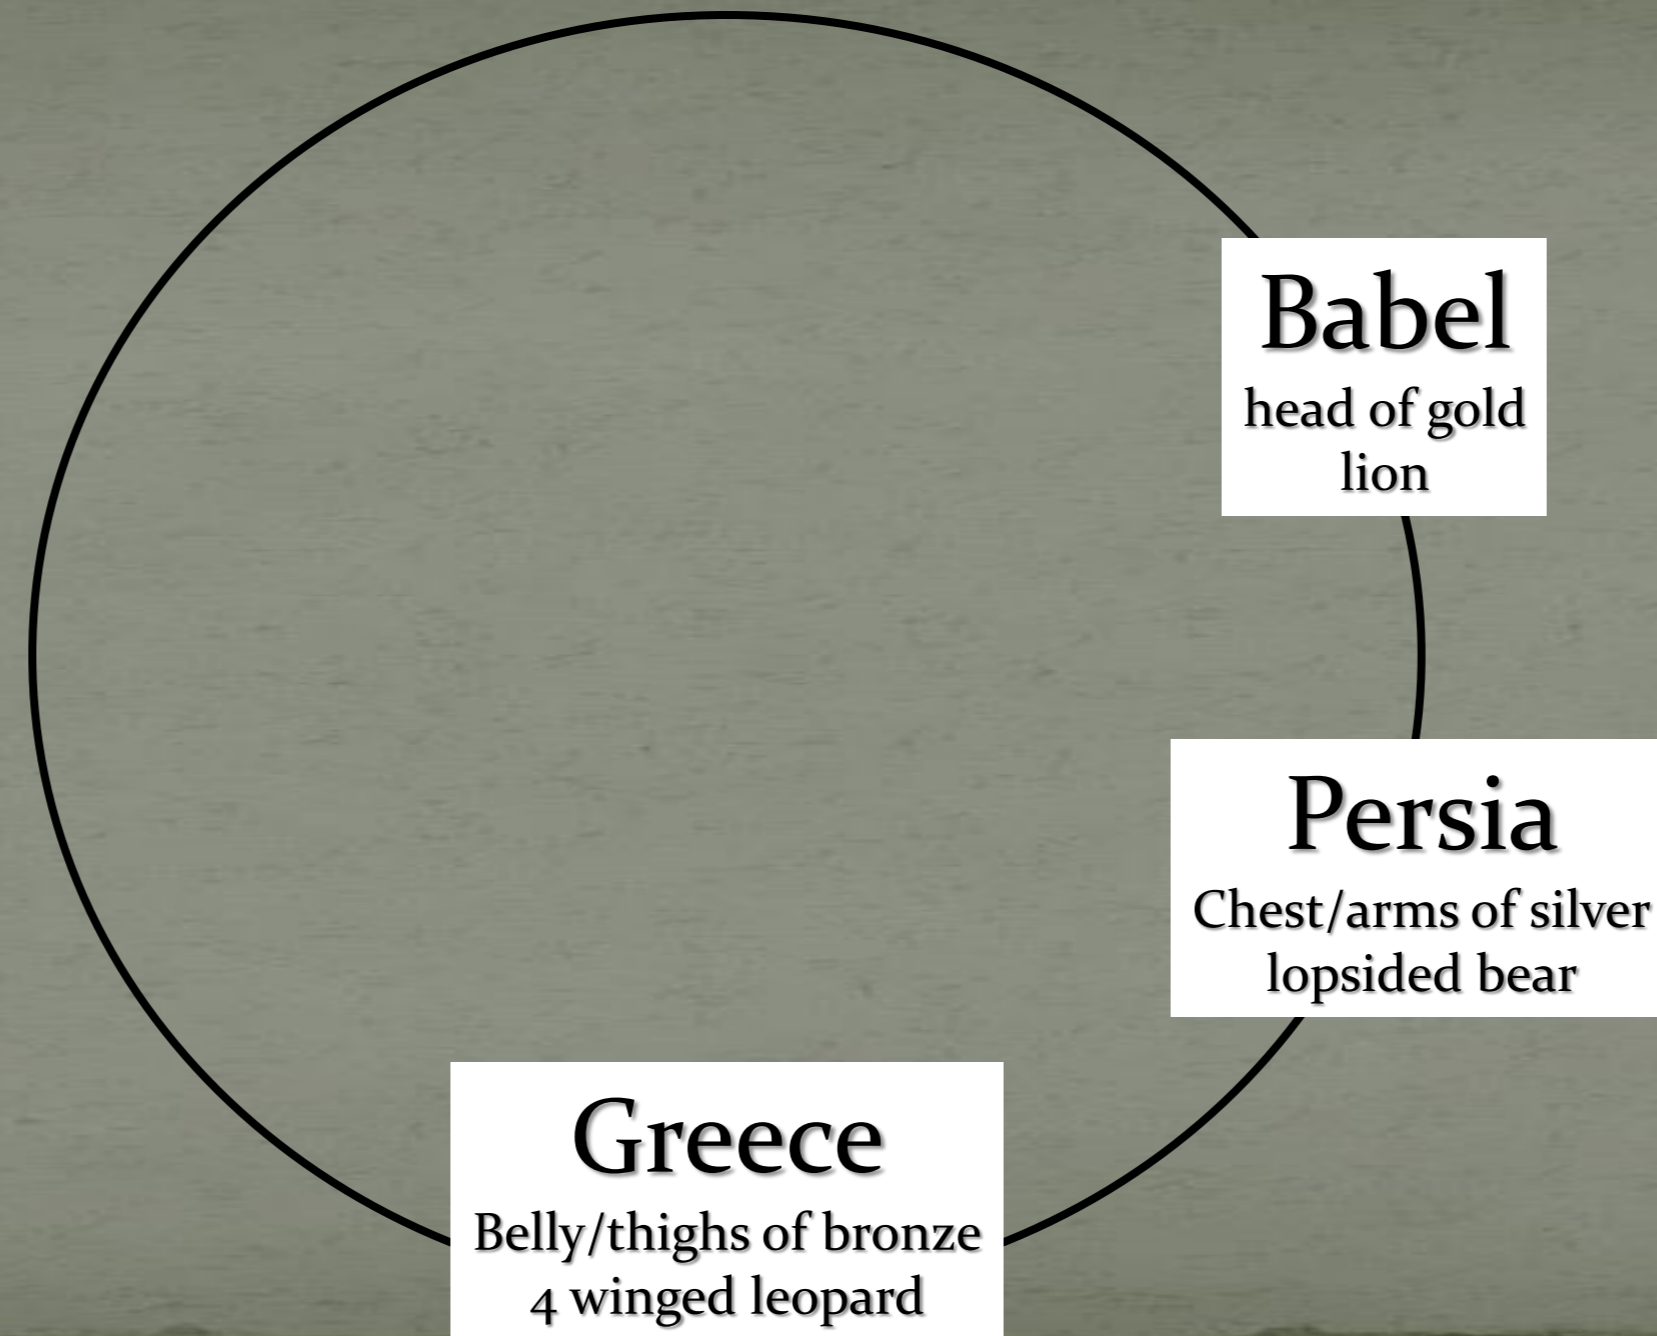 Babel
head of gold
lion
Persia
Chest/arms of silver
lopsided bear
Greece
Belly/thighs of bronze
4 winged leopard